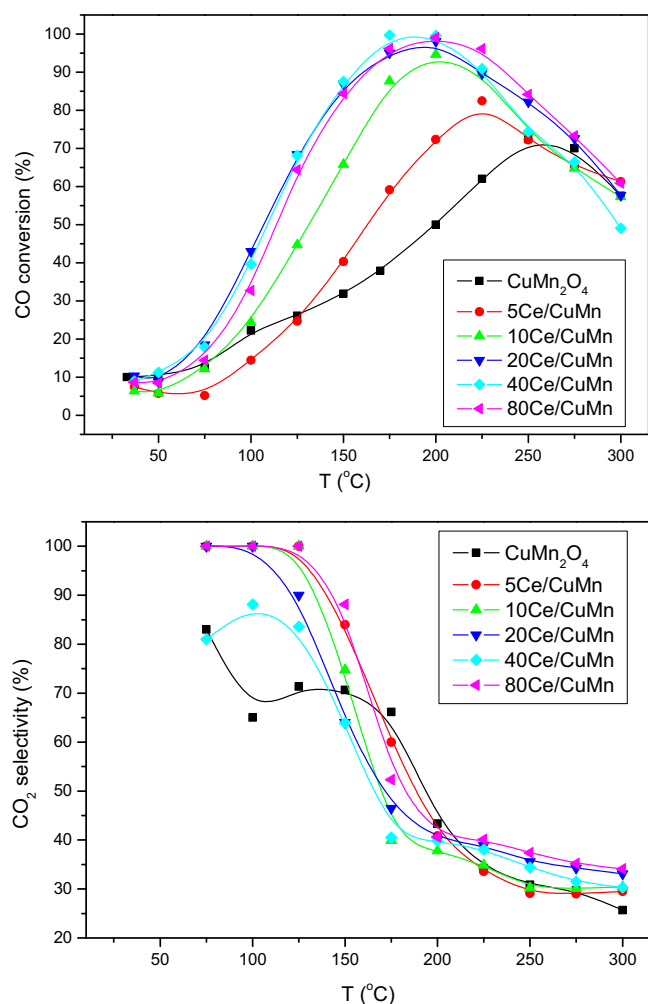 100
90
80
70
60
50
40
30
20
10
0
CO conversion (%)
CuMn₂O₄
5Ce/CuMn
10Ce/CuMn
20Ce/CuMn
40Ce/CuMn
80Ce/CuMn
50 100 150 200 250 300
T (°C)
100
90
80
70
60
50
40
30
20
CO₂ selectivity (%)
CuMn₂O₄
5Ce/CuMn
10Ce/CuMn
20Ce/CuMn
40Ce/CuMn
80Ce/CuMn
50 100 150 200 250 300
T (°C)